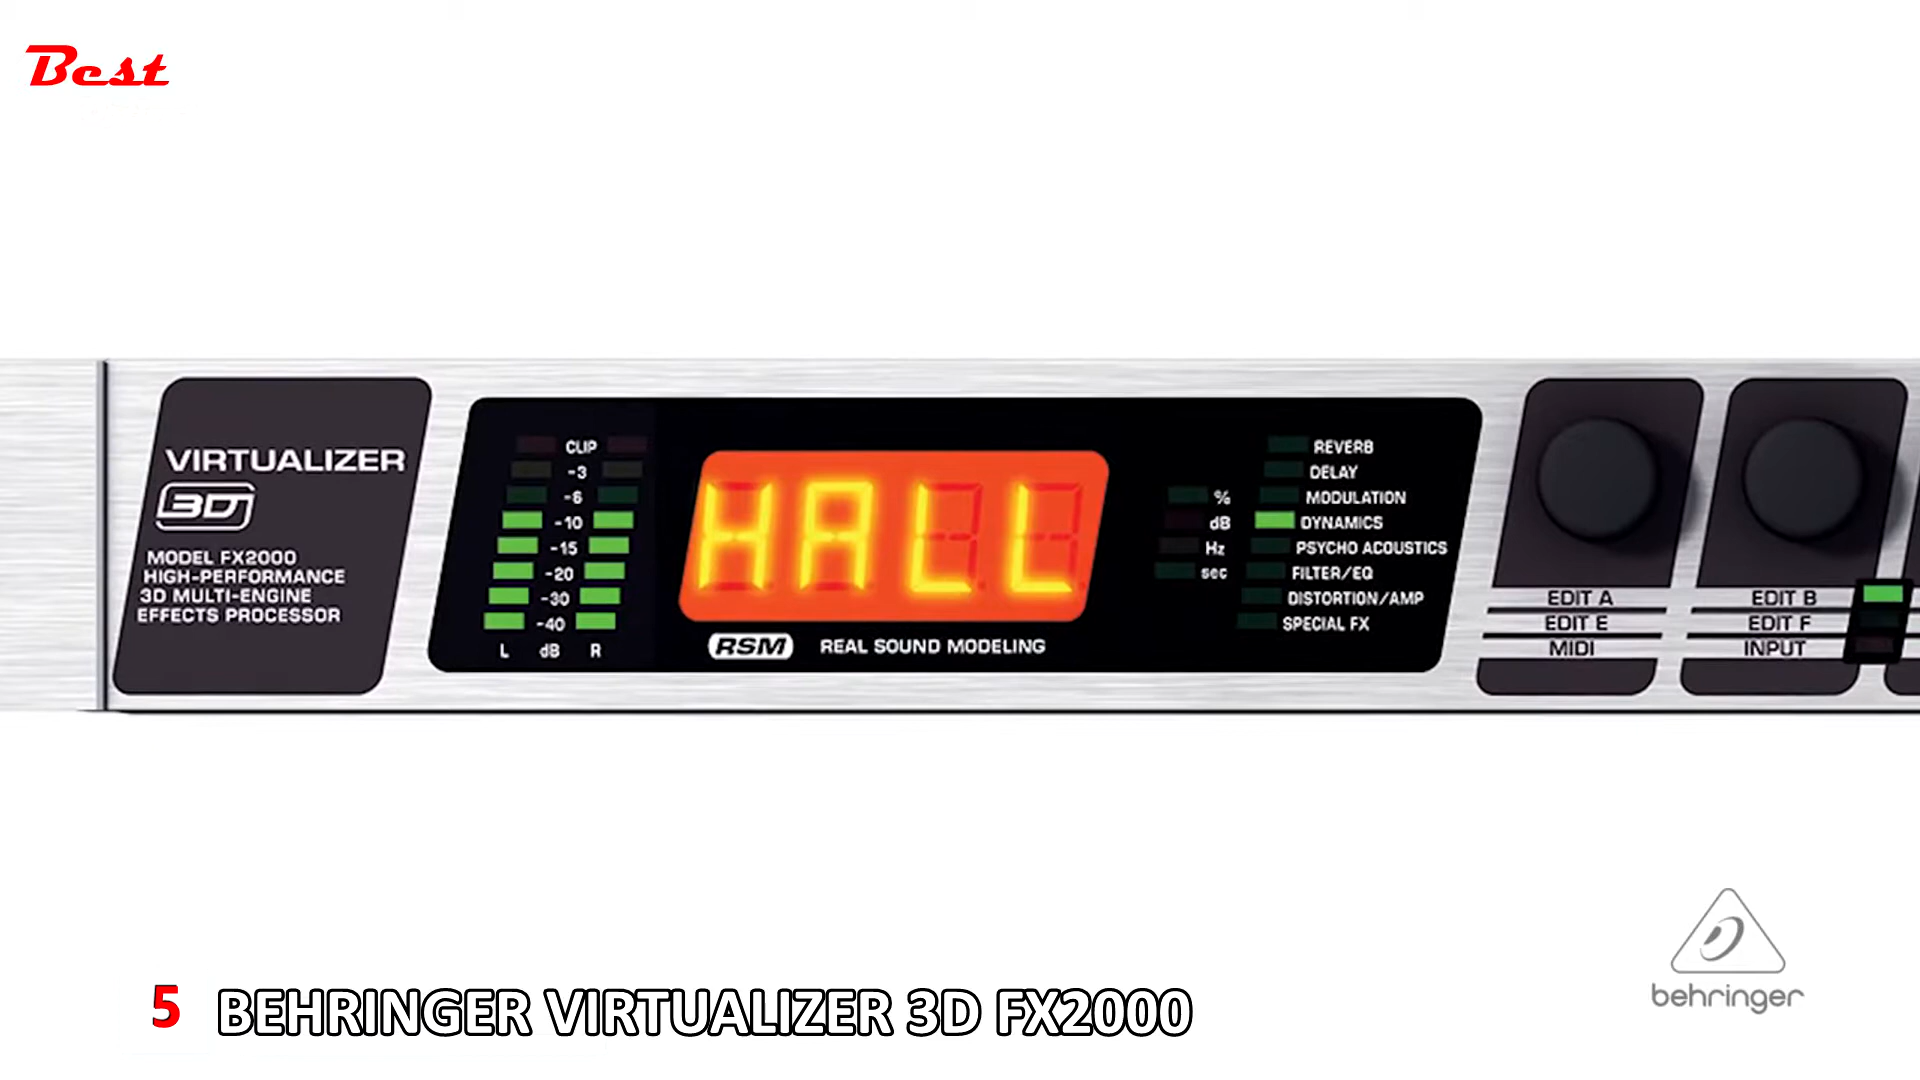 Best
VIRTUALIZER
3D
MODEL FX2000
HIGH-PERFORMANCE
3D MULTI-ENGINE
EFFECTS PROCESSOR
CLIP
-3
-6
-10
-15
-20
-30
-40
L dB R
HALL
RSM REAL SOUND MODELING
%
dB
Hz
sec
REVERB
DELAY
MODULATION
DYNAMICS
PSYCHO ACOUSTICS
FILTER/EQ
DISTORTION/AMP
SPECIAL FX
EDIT A
EDIT E
MIDI
EDIT B
EDIT F
INPUT
behringer
5 BEHRINGER VIRTUALIZER 3D FX2000